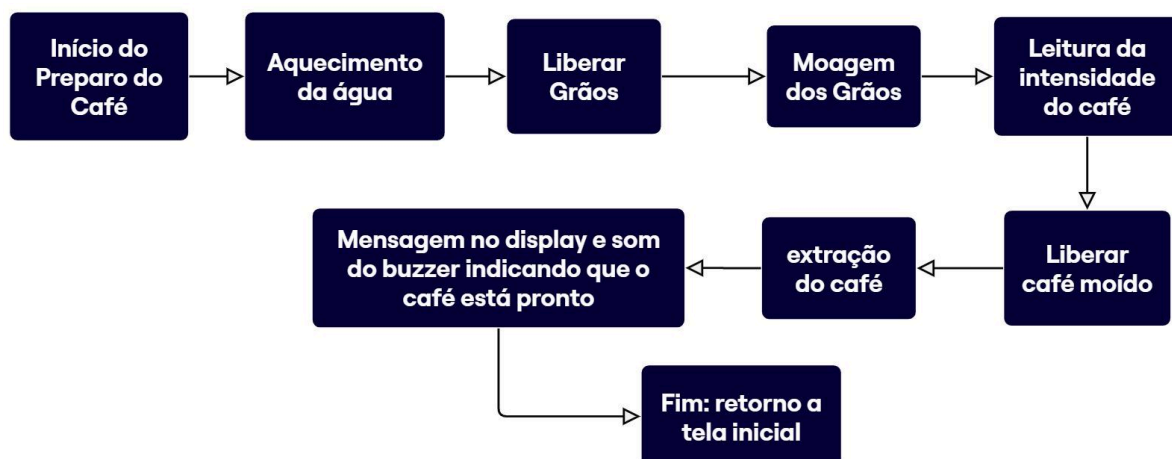 Início do
Preparo do
Café
Aquecimento
da água
Liberar
Grãos
Moagem
dos Grãos
Leitura da
intensidade
do café
Liberar
café moído
extração
do café
Mensagem no display e som
do buzzer indicando que o
café está pronto
Fim: retorno a
tela inicial